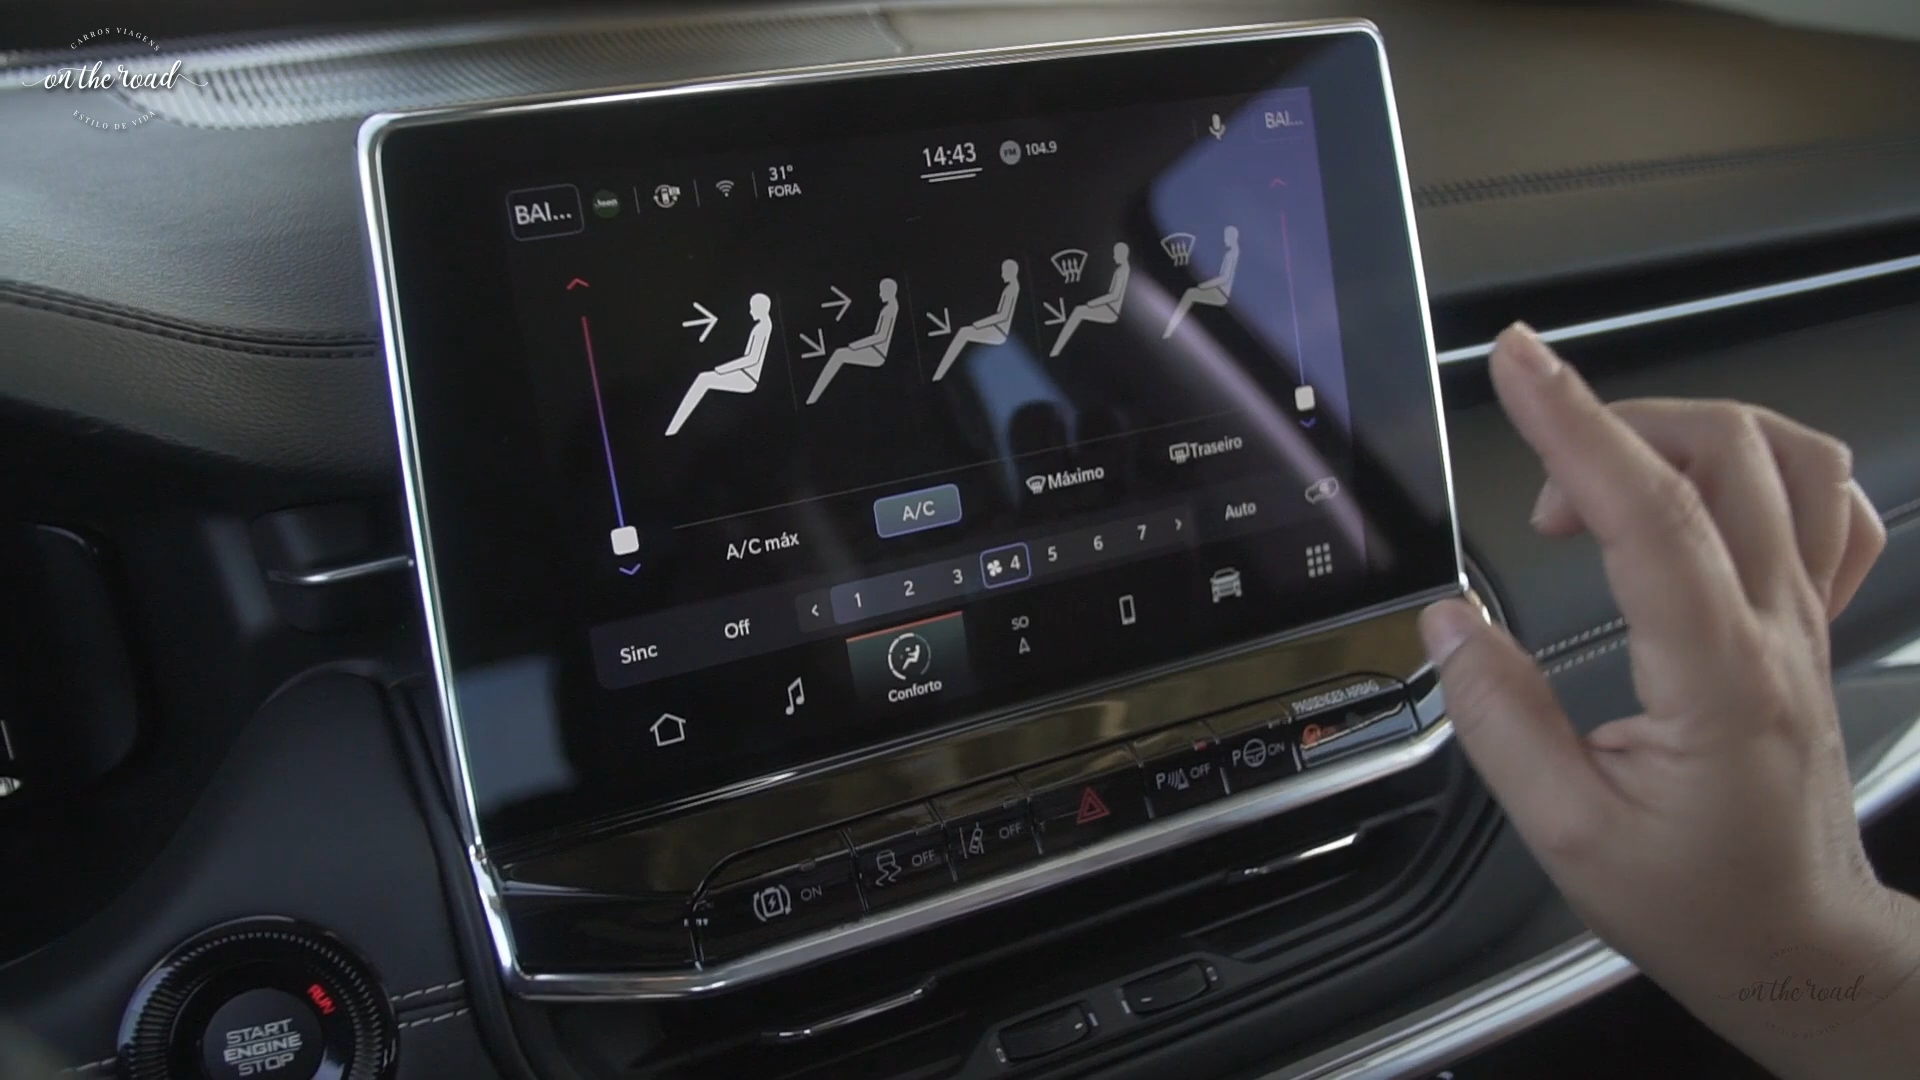 CARROS VIAGENS
on the road
ESTILO DE VIDA
BAI...
31°
FORA
14:43
FM 104.9
BAI...
A/C máx
A/C
Máximo
Traseiro
Sinc
Off
< 1 2 3 4 5 6 7 >
Auto
Conforto
SO
A
ON
OFF
OFF
P OFF
P ON
PASSENGER AIRBAG
START
ENGINE
STOP
RUN
on the road